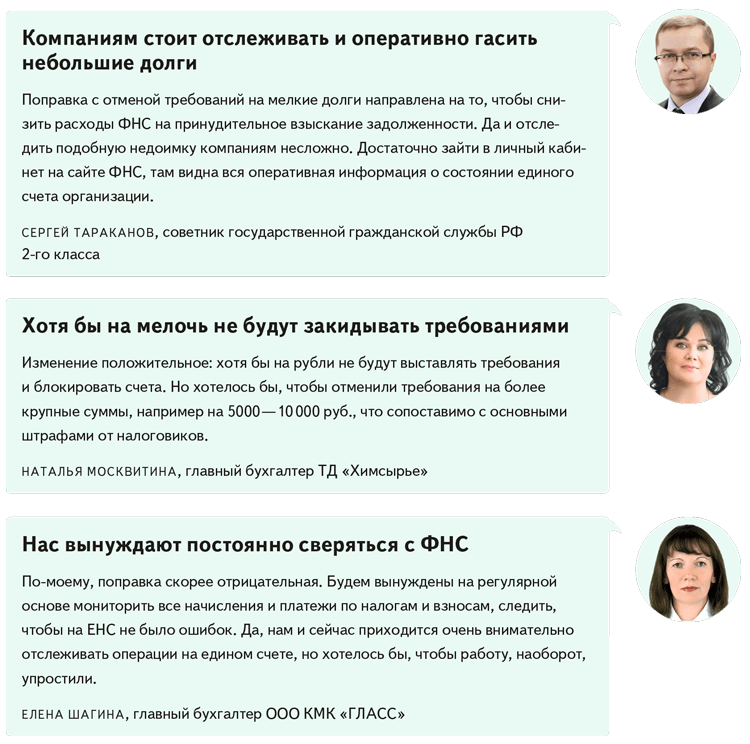 Компаниям стоит отслеживать и оперативно гасить
небольшие долги
Поправка с отменой требований на мелкие долги направлена на то, чтобы сни-
зить расходы ФНС на принудительное взыскание задолженности. Да и отсле-
дить подобную недоимку компаниям несложно. Достаточно зайти в личный каби-
нет на сайте ФНС, там видна вся оперативная информация о состоянии единого
счета организации.
СЕРГЕЙ ТАРАКАНОВ, советник государственной гражданской службы РФ
2-го класса
Хотя бы на мелочь не будут закидывать требованиями
Изменение положительное: хотя бы на рубли не будут выставлять требования
и блокировать счета. Но хотелось бы, чтобы отменили требования на более
крупные суммы, например на 5000 — 10 000 руб., что сопоставимо с основными
штрафами от налоговиков.
НАТАЛЬЯ МОСКВИТИНА, главный бухгалтер ТД «Химсырье»
Нас вынуждают постоянно сверяться с ФНС
По-моему, поправка скорее отрицательная. Будем вынуждены на регулярной
основе мониторить все начисления и платежи по налогам и взносам, следить,
чтобы на ЕНС не было ошибок. Да, нам и сейчас приходится очень внимательно
отслеживать операции на едином счете, но хотелось бы, чтобы работу, наоборот,
упростили.
ЕЛЕНА ШАГИНА, главный бухгалтер ООО КМК «ГЛАСС»